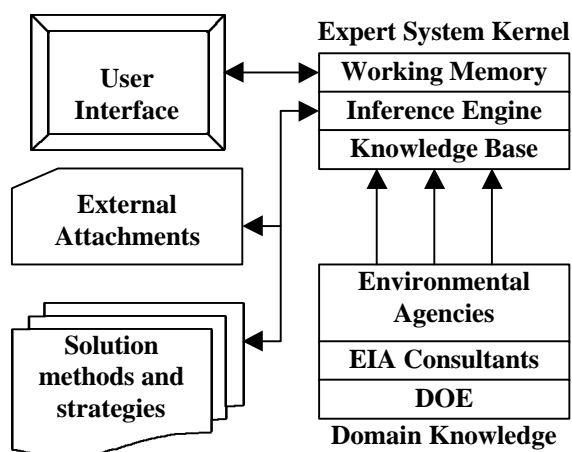 Expert System Kernel
User
Interface
Working Memory
Inference Engine
Knowledge Base
External
Attachments
Solution
methods and
strategies
Environmental
Agencies
EIA Consultants
DOE
Domain Knowledge